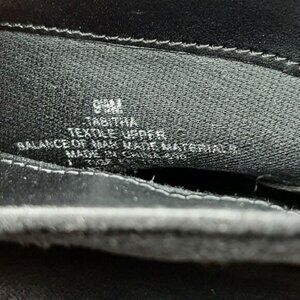 TABITHA
TEXTILE UPPER
BALANCE OF MAN MADE MATERIALS
MADE IN CHINA